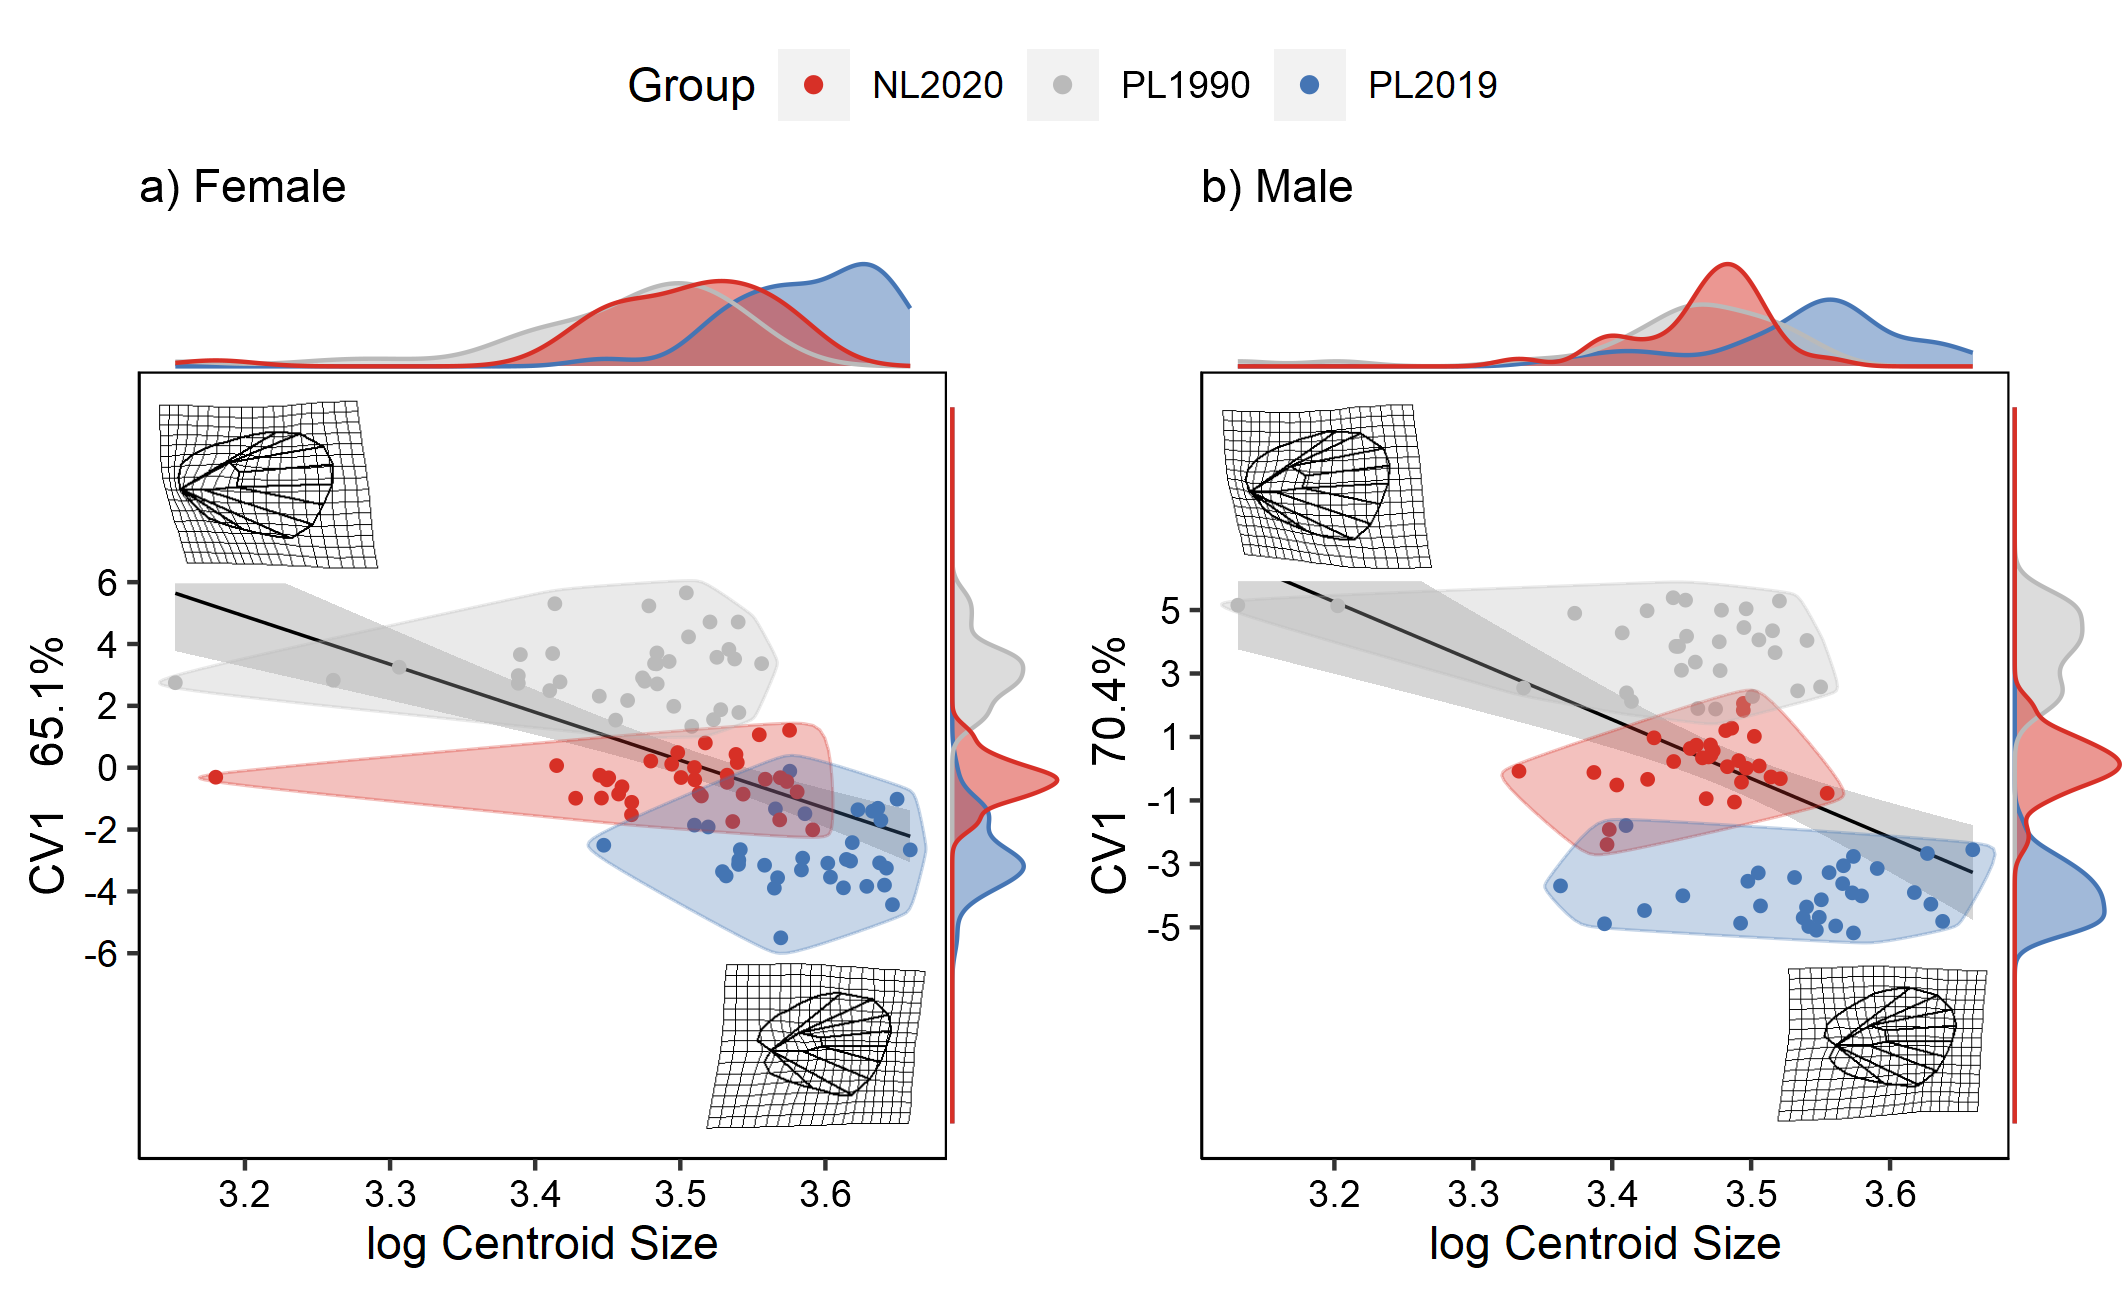 Group NL2020 PL1990 PL2019
a) Female
b) Male
CV1 65.1%
6
4
2
0
-2
-4
-6
3.2 3.3 3.4 3.5 3.6
log Centroid Size
CV1 70.4%
5
3
1
-1
-3
-5
3.2 3.3 3.4 3.5 3.6
log Centroid Size